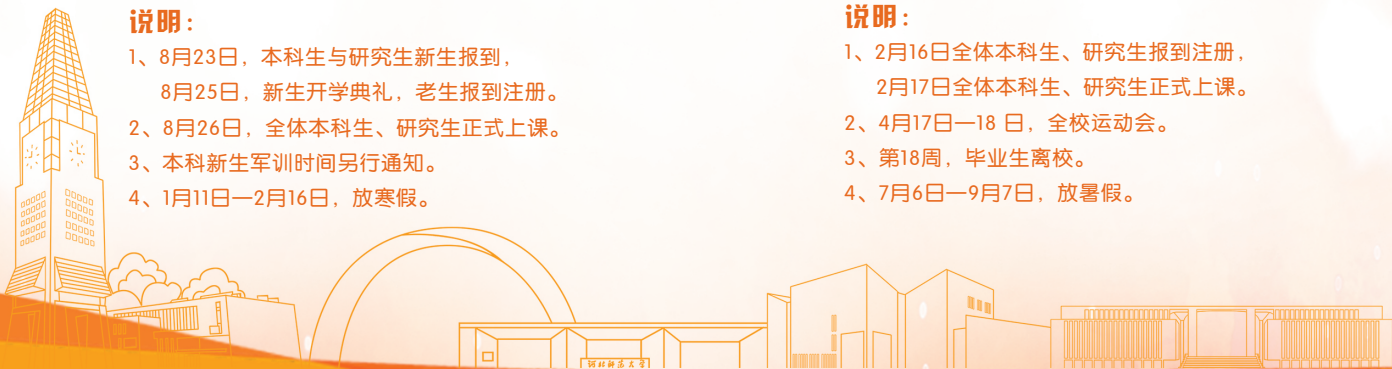 说明：
1、8月23日，本科生与研究生新生报到，
8月25日，新生开学典礼，老生报到注册。
2、8月26日，全体本科生、研究生正式上课。
3、本科新生军训时间另行通知。
4、1月11日—2月16日，放寒假。
说明：
1、2月16日全体本科生、研究生报到注册，
2月17日全体本科生、研究生正式上课。
2、4月17日—18 日，全校运动会。
3、第18周，毕业生离校。
4、7月6日—9月7日，放暑假。